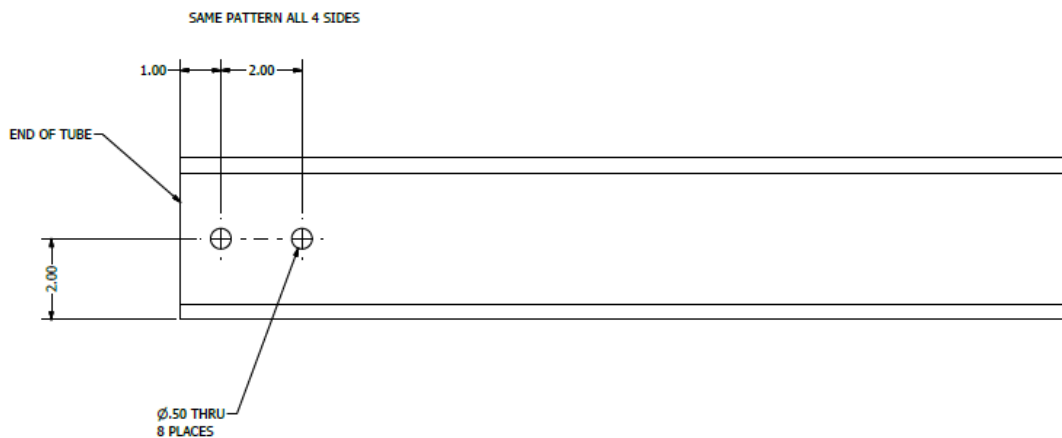 SAME PATTERN ALL 4 SIDES
1.00
2.00
END OF TUBE
2.00
Ø.50 THRU
8 PLACES